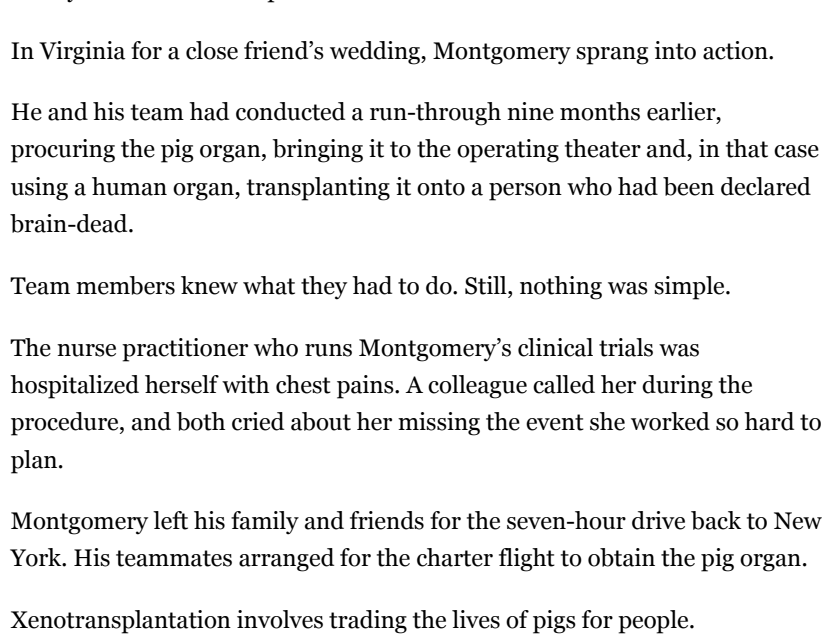 In Virginia for a close friend’s wedding, Montgomery sprang into action.
He and his team had conducted a run-through nine months earlier,
procuring the pig organ, bringing it to the operating theater and, in that case
using a human organ, transplanting it onto a person who had been declared
brain-dead.
Team members knew what they had to do. Still, nothing was simple.
The nurse practitioner who runs Montgomery’s clinical trials was
hospitalized herself with chest pains. A colleague called her during the
procedure, and both cried about her missing the event she worked so hard to
plan.
Montgomery left his family and friends for the seven-hour drive back to New
York. His teammates arranged for the charter flight to obtain the pig organ.
Xenotransplantation involves trading the lives of pigs for people.